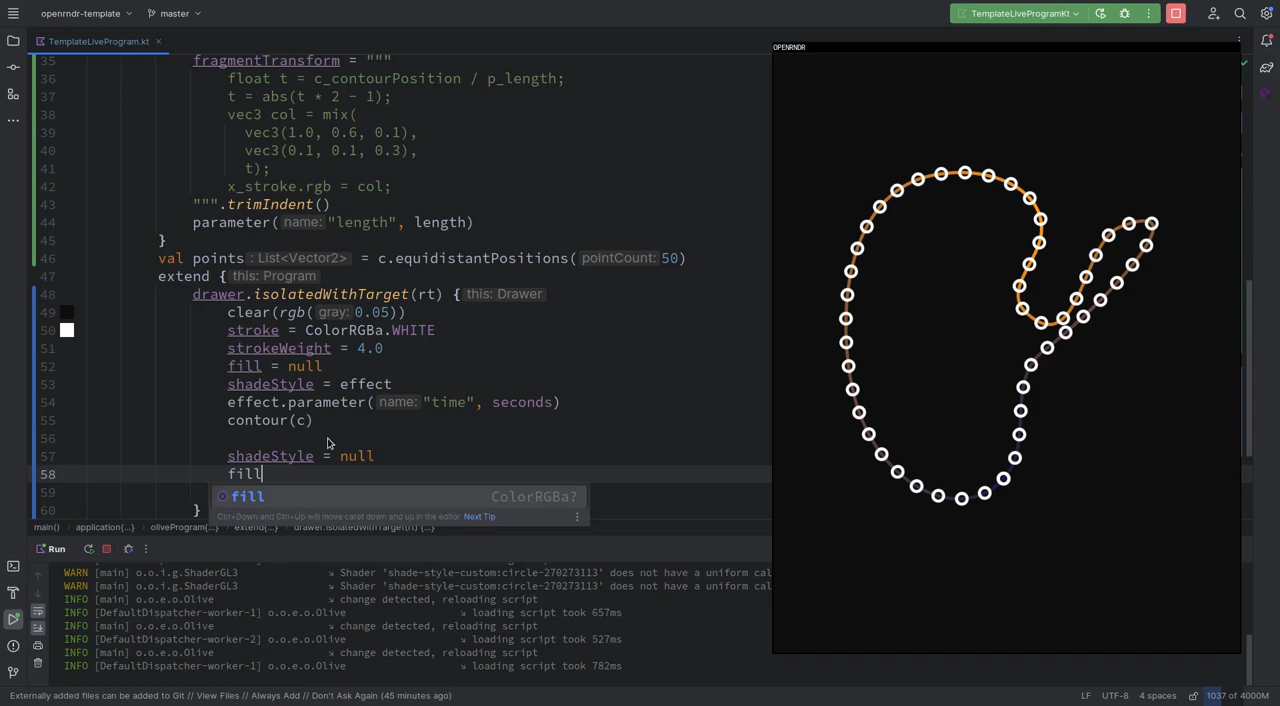 openrndr-template
master
TemplateLiveProgramKt
TemplateLiveProgram.kt
OPENRNDR
35 fragmentTransform = """
36 float t = c_contourPosition / p_length;
37 t = abs(t * 2 - 1);
38 vec3 col = mix(
39 vec3(1.0, 0.6, 0.1),
40 vec3(0.1, 0.1, 0.3),
41 t);
42 x_stroke.rgb = col;
43 """.trimIndent()
44 parameter( name: "length", length)
45 }
46 val points : List<Vector2> = c.equidistantPositions( pointCount: 50)
47 extend { this: Program
48 drawer.isolatedWithTarget(rt) { this: Drawer
49 clear(rgb( gray: 0.05))
50 stroke = ColorRGBa.WHITE
51 strokeWeight = 4.0
52 fill = null
53 shadeStyle = effect
54 effect.parameter( name: "time", seconds)
55 contour(c)
56
57 shadeStyle = null
58 fill
fill ColorRGBa?
59
Ctrl+Down and Ctrl+Up will move caret down and up in the editor Next Tip
60 }
main() application{...} oliveProgram{...} extend{...} drawer.isolatedWithTarget(rt) {...}
Run
WARN [main] o.o.i.g.ShaderGL3 ↘ Shader 'shade-style-custom:circle-270273113' does not have a uniform cal
WARN [main] o.o.i.g.ShaderGL3 ↘ Shader 'shade-style-custom:circle-270273113' does not have a uniform cal
INFO [main] o.o.e.o.Olive ↘ change detected, reloading script
INFO [DefaultDispatcher-worker-1] o.o.e.o.Olive ↘ loading script took 657ms
INFO [main] o.o.e.o.Olive ↘ change detected, reloading script
INFO [DefaultDispatcher-worker-2] o.o.e.o.Olive ↘ loading script took 527ms
INFO [main] o.o.e.o.Olive ↘ change detected, reloading script
INFO [DefaultDispatcher-worker-1] o.o.e.o.Olive ↘ loading script took 782ms
Externally added files can be added to Git // View Files // Always Add // Don't Ask Again (45 minutes ago)
LF UTF-8 4 spaces 1037 of 4000M